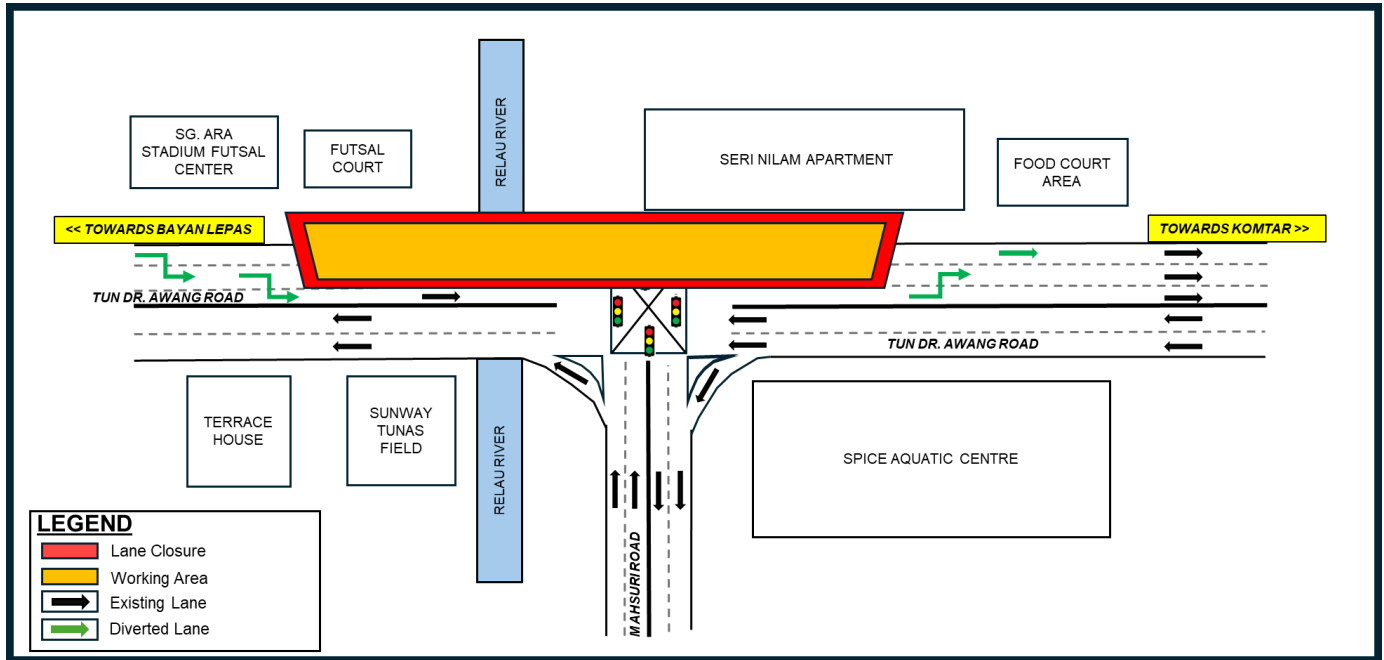 SG. ARA
STADIUM FUTSAL
CENTER
FUTSAL
COURT
RELAU RIVER
SERI NILAM APARTMENT
FOOD COURT
AREA
<< TOWARDS BAYAN LEPAS
TOWARDS KOMTAR >>
TUN DR. AWANG ROAD
TUN DR. AWANG ROAD
TERRACE
HOUSE
SUNWAY
TUNAS
FIELD
RELAU RIVER
MAHSURI ROAD
SPICE AQUATIC CENTRE
LEGEND
Lane Closure
Working Area
Existing Lane
Diverted Lane